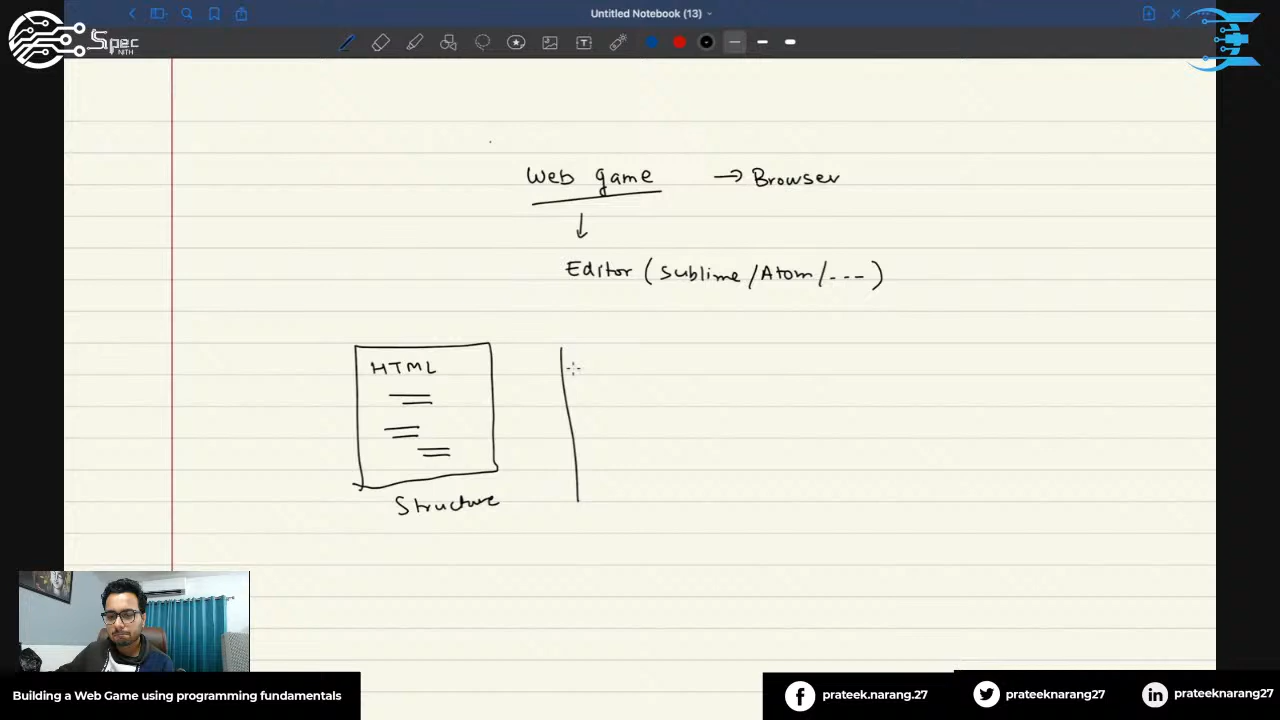 Untitled Notebook (13)
Spec
NITH
Web game → Browser
↓
Editor (Sublime/Atom/---)
HTML
Structure
Building a Web Game using programming fundamentals
prateek.narang.27
prateeknarang27
prateeknarang27